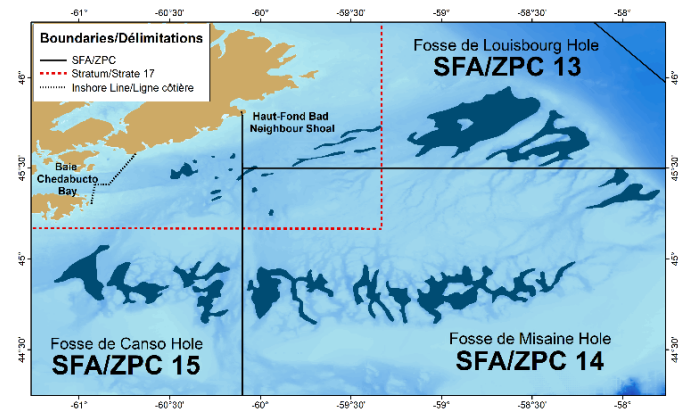 -61° -60°30' -60° -59°30' -59° -58°30' -58°
Boundaries/Délimitations
SFA/ZPC
Stratum/Strate 17
Inshore Line/Ligne côtière
Fosse de Louisbourg Hole
SFA/ZPC 13
46°
46°
Haut-Fond Bad
Neighbour Shoal
Baie
Chedabucto
Bay
45°30'
45°30'
45°
45°
Fosse de Canso Hole
SFA/ZPC 15
Fosse de Misaine Hole
SFA/ZPC 14
44°30'
44°30'
-61° -60°30' -60° -59°30' -59° -58°30' -58°